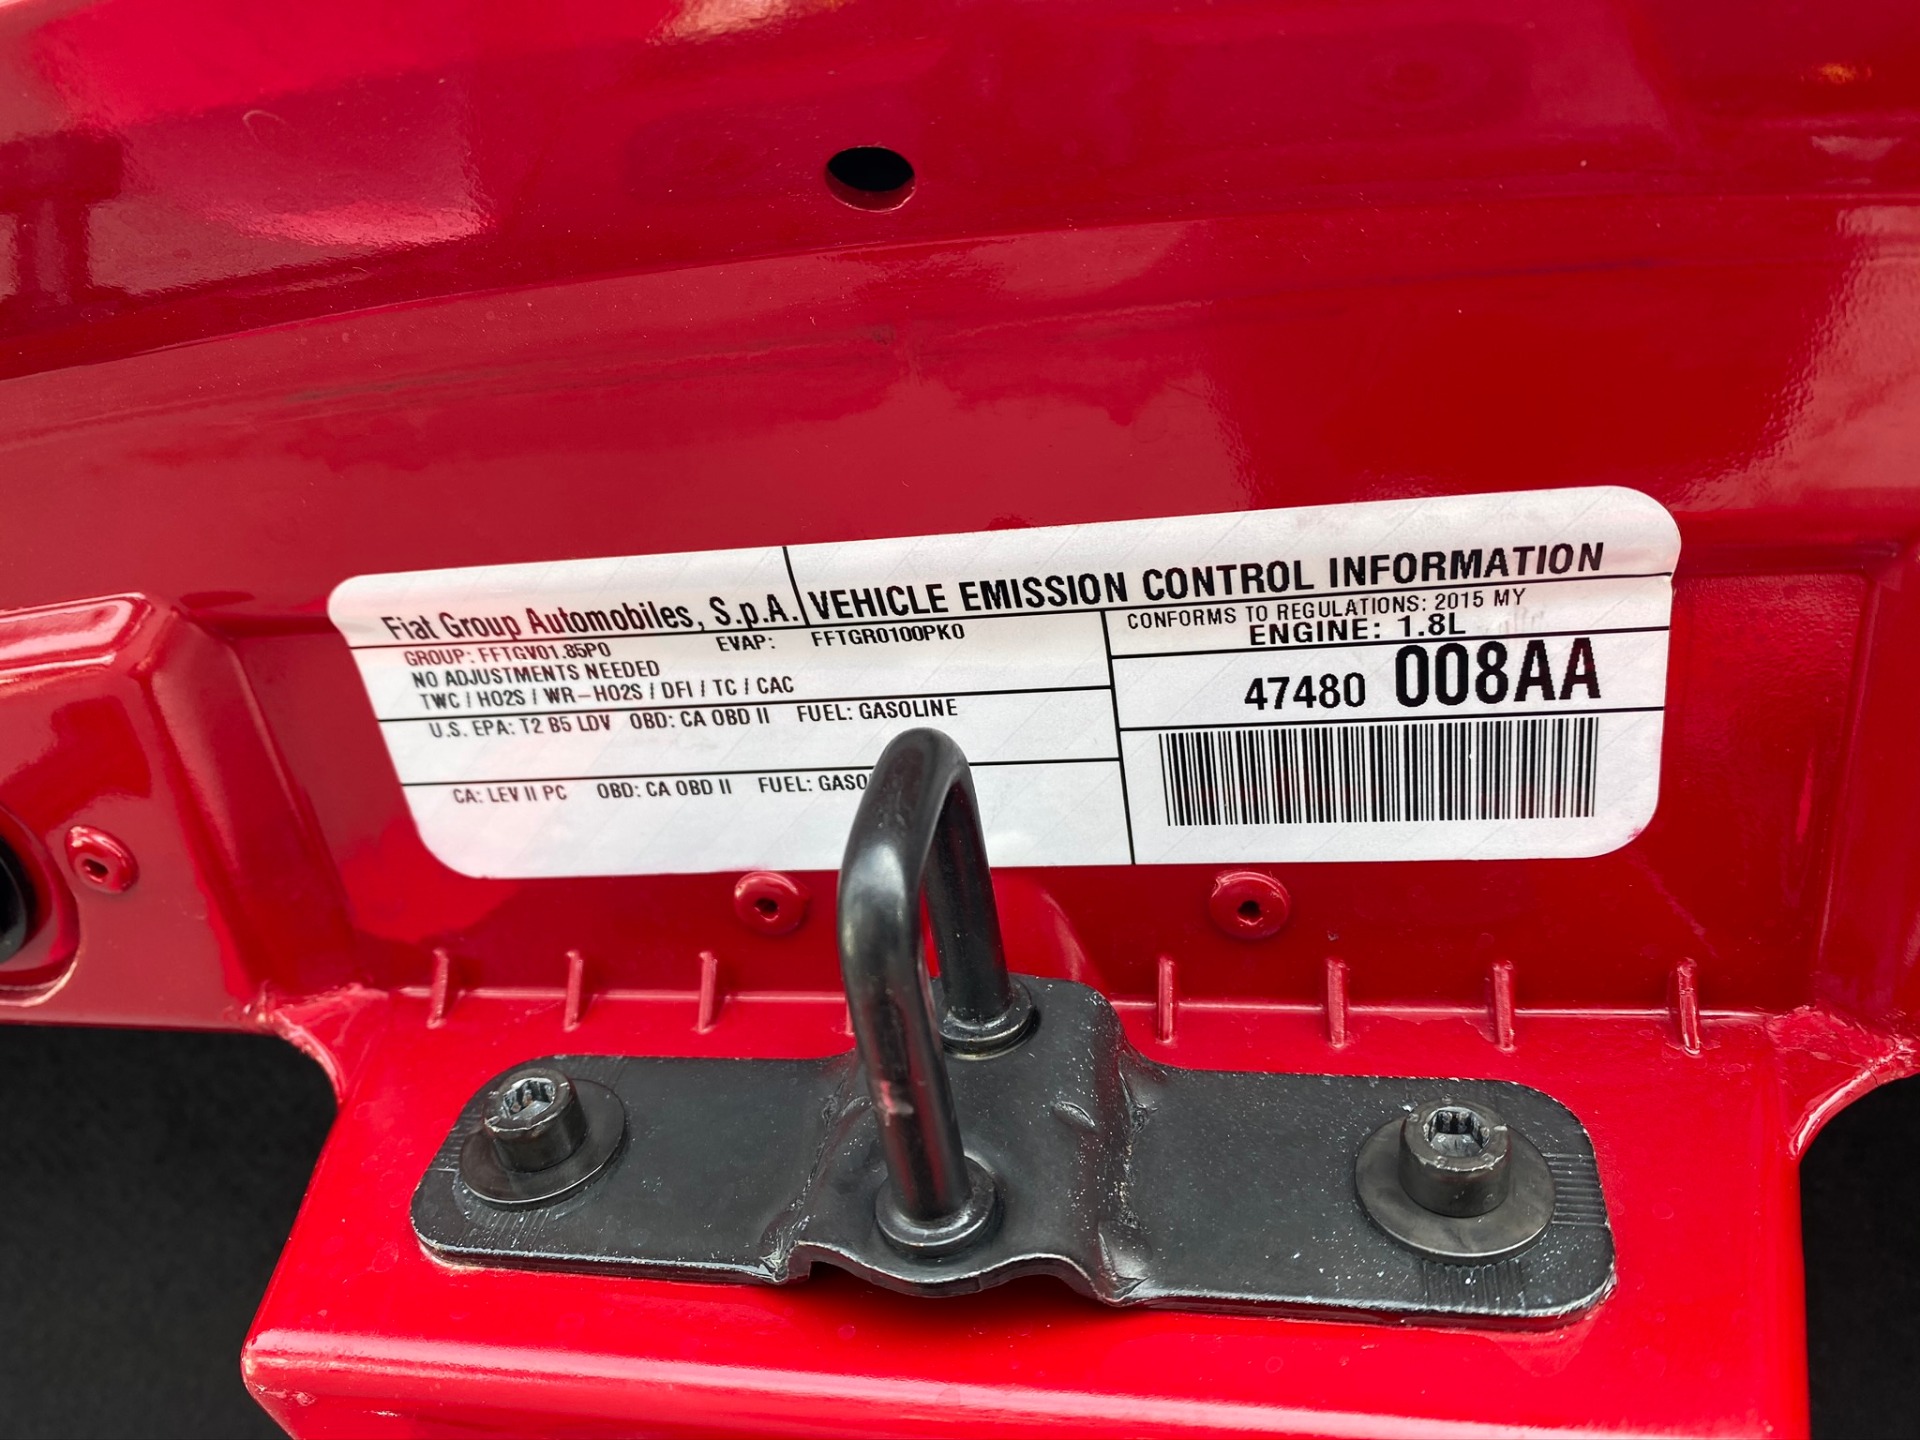 Fiat Group Automobiles, S.p.A. VEHICLE EMISSION CONTROL INFORMATION
GROUP: FFTGV01.85P0 EVAP: FFTGR0100PK0
NO ADJUSTMENTS NEEDED
TWC / HO2S / WR-HO2S / DFI / TC / CAC
U.S. EPA: T2 B5 LDV OBD: CA OBD II FUEL: GASOLINE
CA: LEV II PC OBD: CA OBD II FUEL:
CONFORMS TO REGULATIONS: 2015 MY
ENGINE: 1.8L
47480 008AA